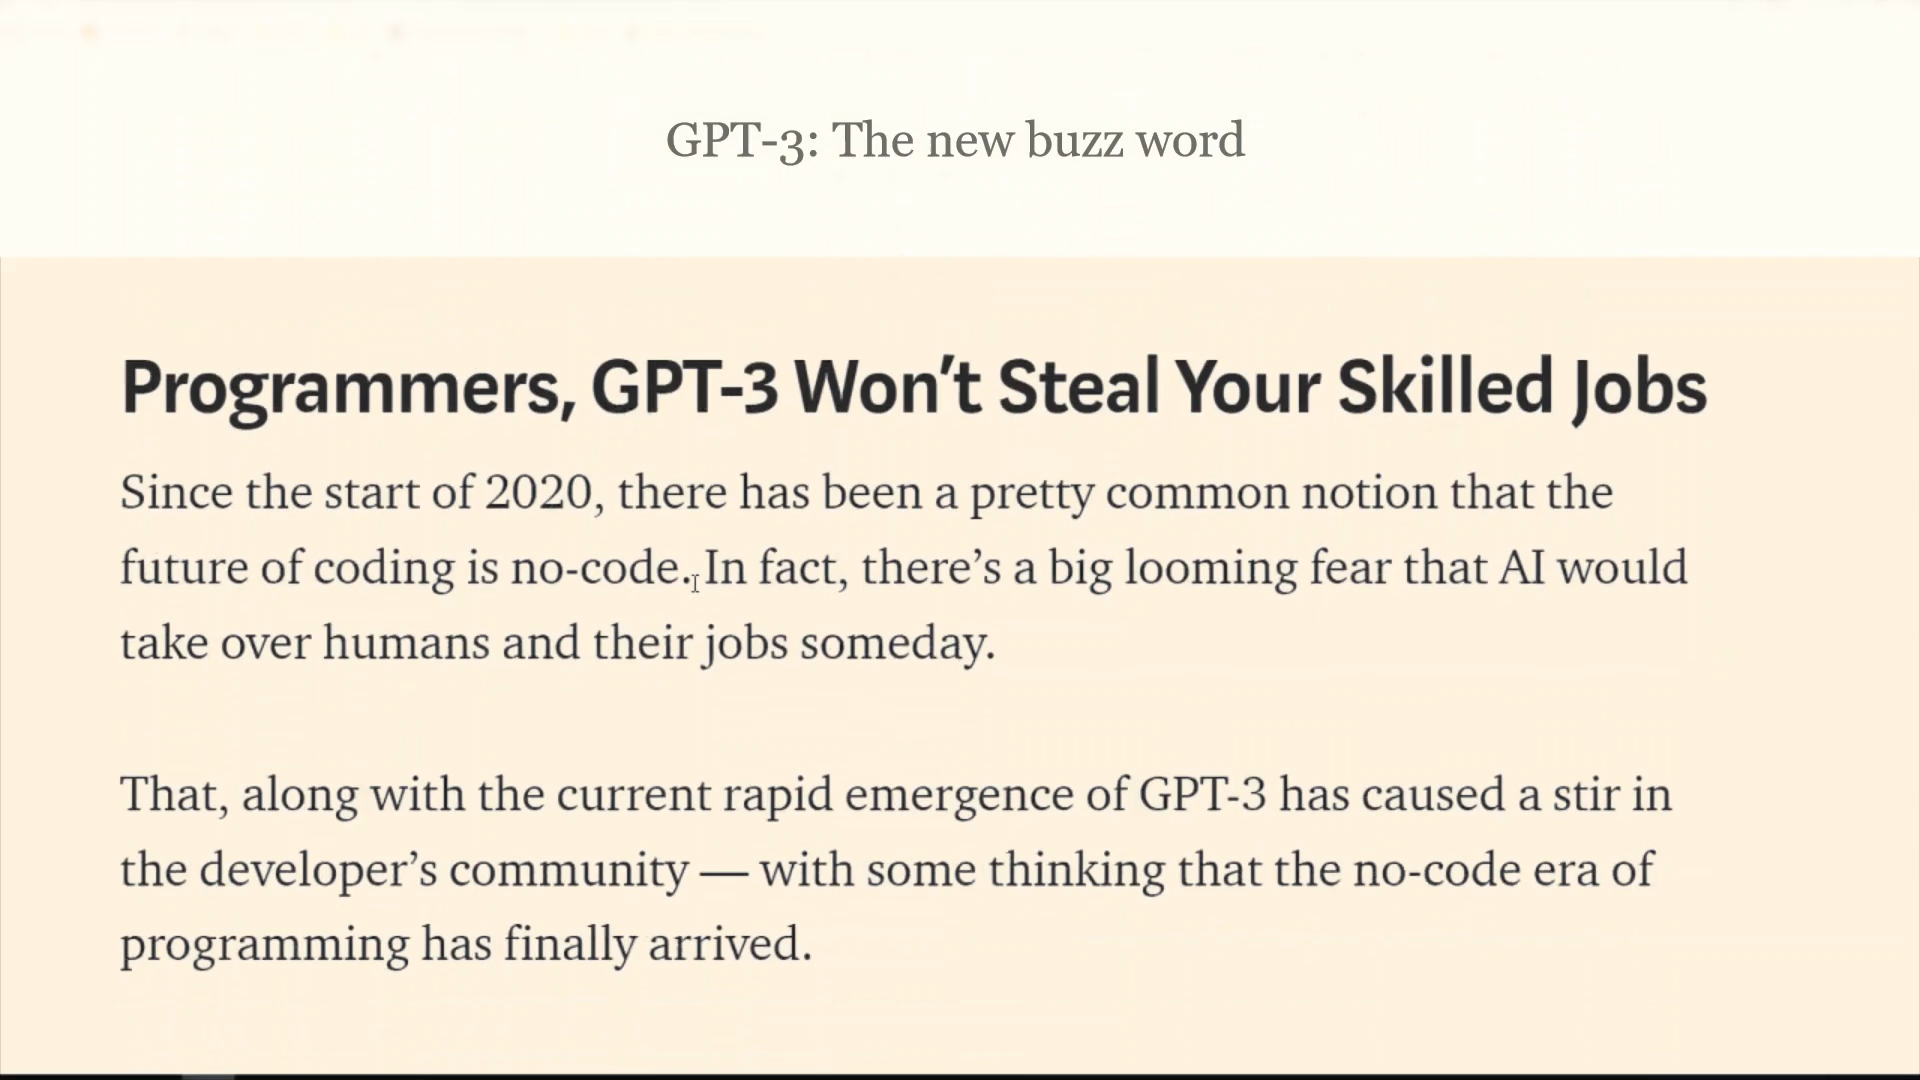 GPT-3: The new buzz word
Programmers, GPT-3 Won’t Steal Your Skilled Jobs
Since the start of 2020, there has been a pretty common notion that the
future of coding is no-code. In fact, there’s a big looming fear that AI would
take over humans and their jobs someday.
That, along with the current rapid emergence of GPT-3 has caused a stir in
the developer’s community — with some thinking that the no-code era of
programming has finally arrived.